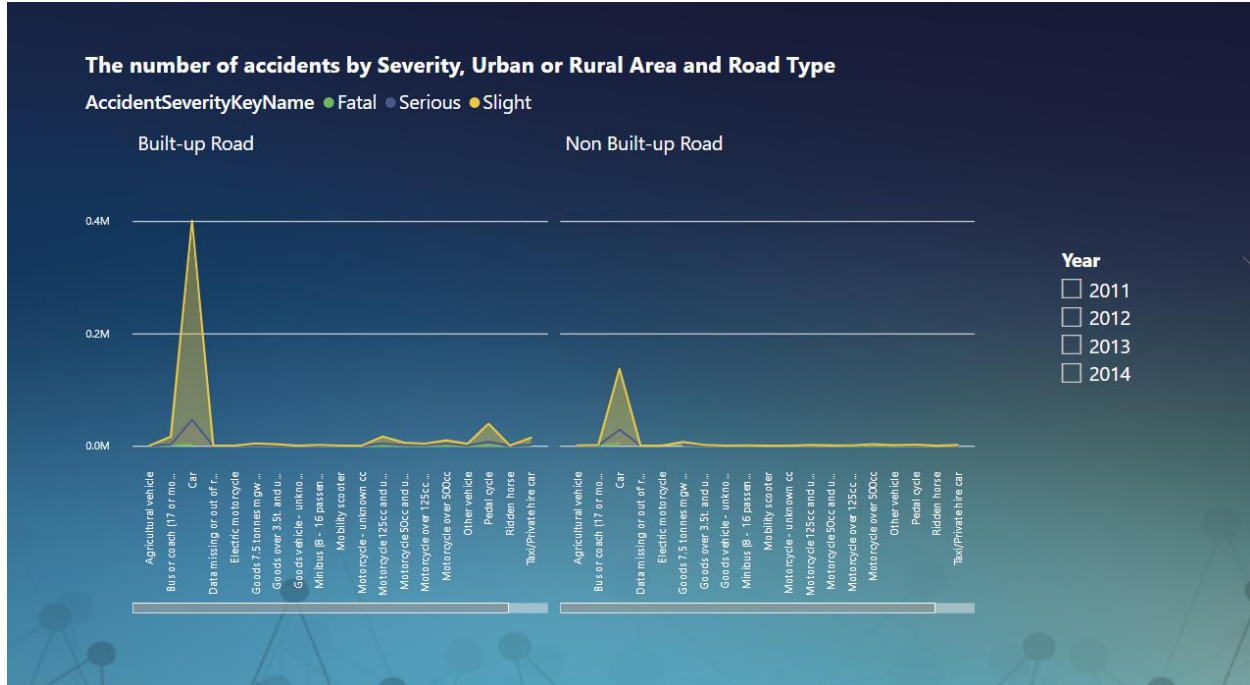 The number of accidents by Severity, Urban or Rural Area and Road Type
AccidentSeverityKeyName Fatal Serious Slight
Built-up Road
Non Built-up Road
0.4M
0.2M
0.0M
Agricultural vehicle
Bus or coach (17 or mo...
Car
Data missing or out of r...
Electric motorcycle
Goods 7.5 tonnes mgw ...
Goods over 3.5t. and u...
Goods vehicle - unkno...
Minibus (8 - 16 passen...
Mobility scooter
Motorcycle - unknown cc
Motorcycle 125cc and u...
Motorcycle 50cc and u...
Motorcycle over 125cc ...
Motorcycle over 500cc
Other vehicle
Pedal cycle
Ridden horse
Taxi/Private hire car
Agricultural vehicle
Bus or coach (17 or mo...
Car
Data missing or out of r...
Electric motorcycle
Goods 7.5 tonnes mgw ...
Goods over 3.5t. and u...
Goods vehicle - unkno...
Minibus (8 - 16 passen...
Mobility scooter
Motorcycle - unknown cc
Motorcycle 125cc and u...
Motorcycle 50cc and u...
Motorcycle over 125cc ...
Motorcycle over 500cc
Other vehicle
Pedal cycle
Ridden horse
Taxi/Private hire car
Year
2011
2012
2013
2014